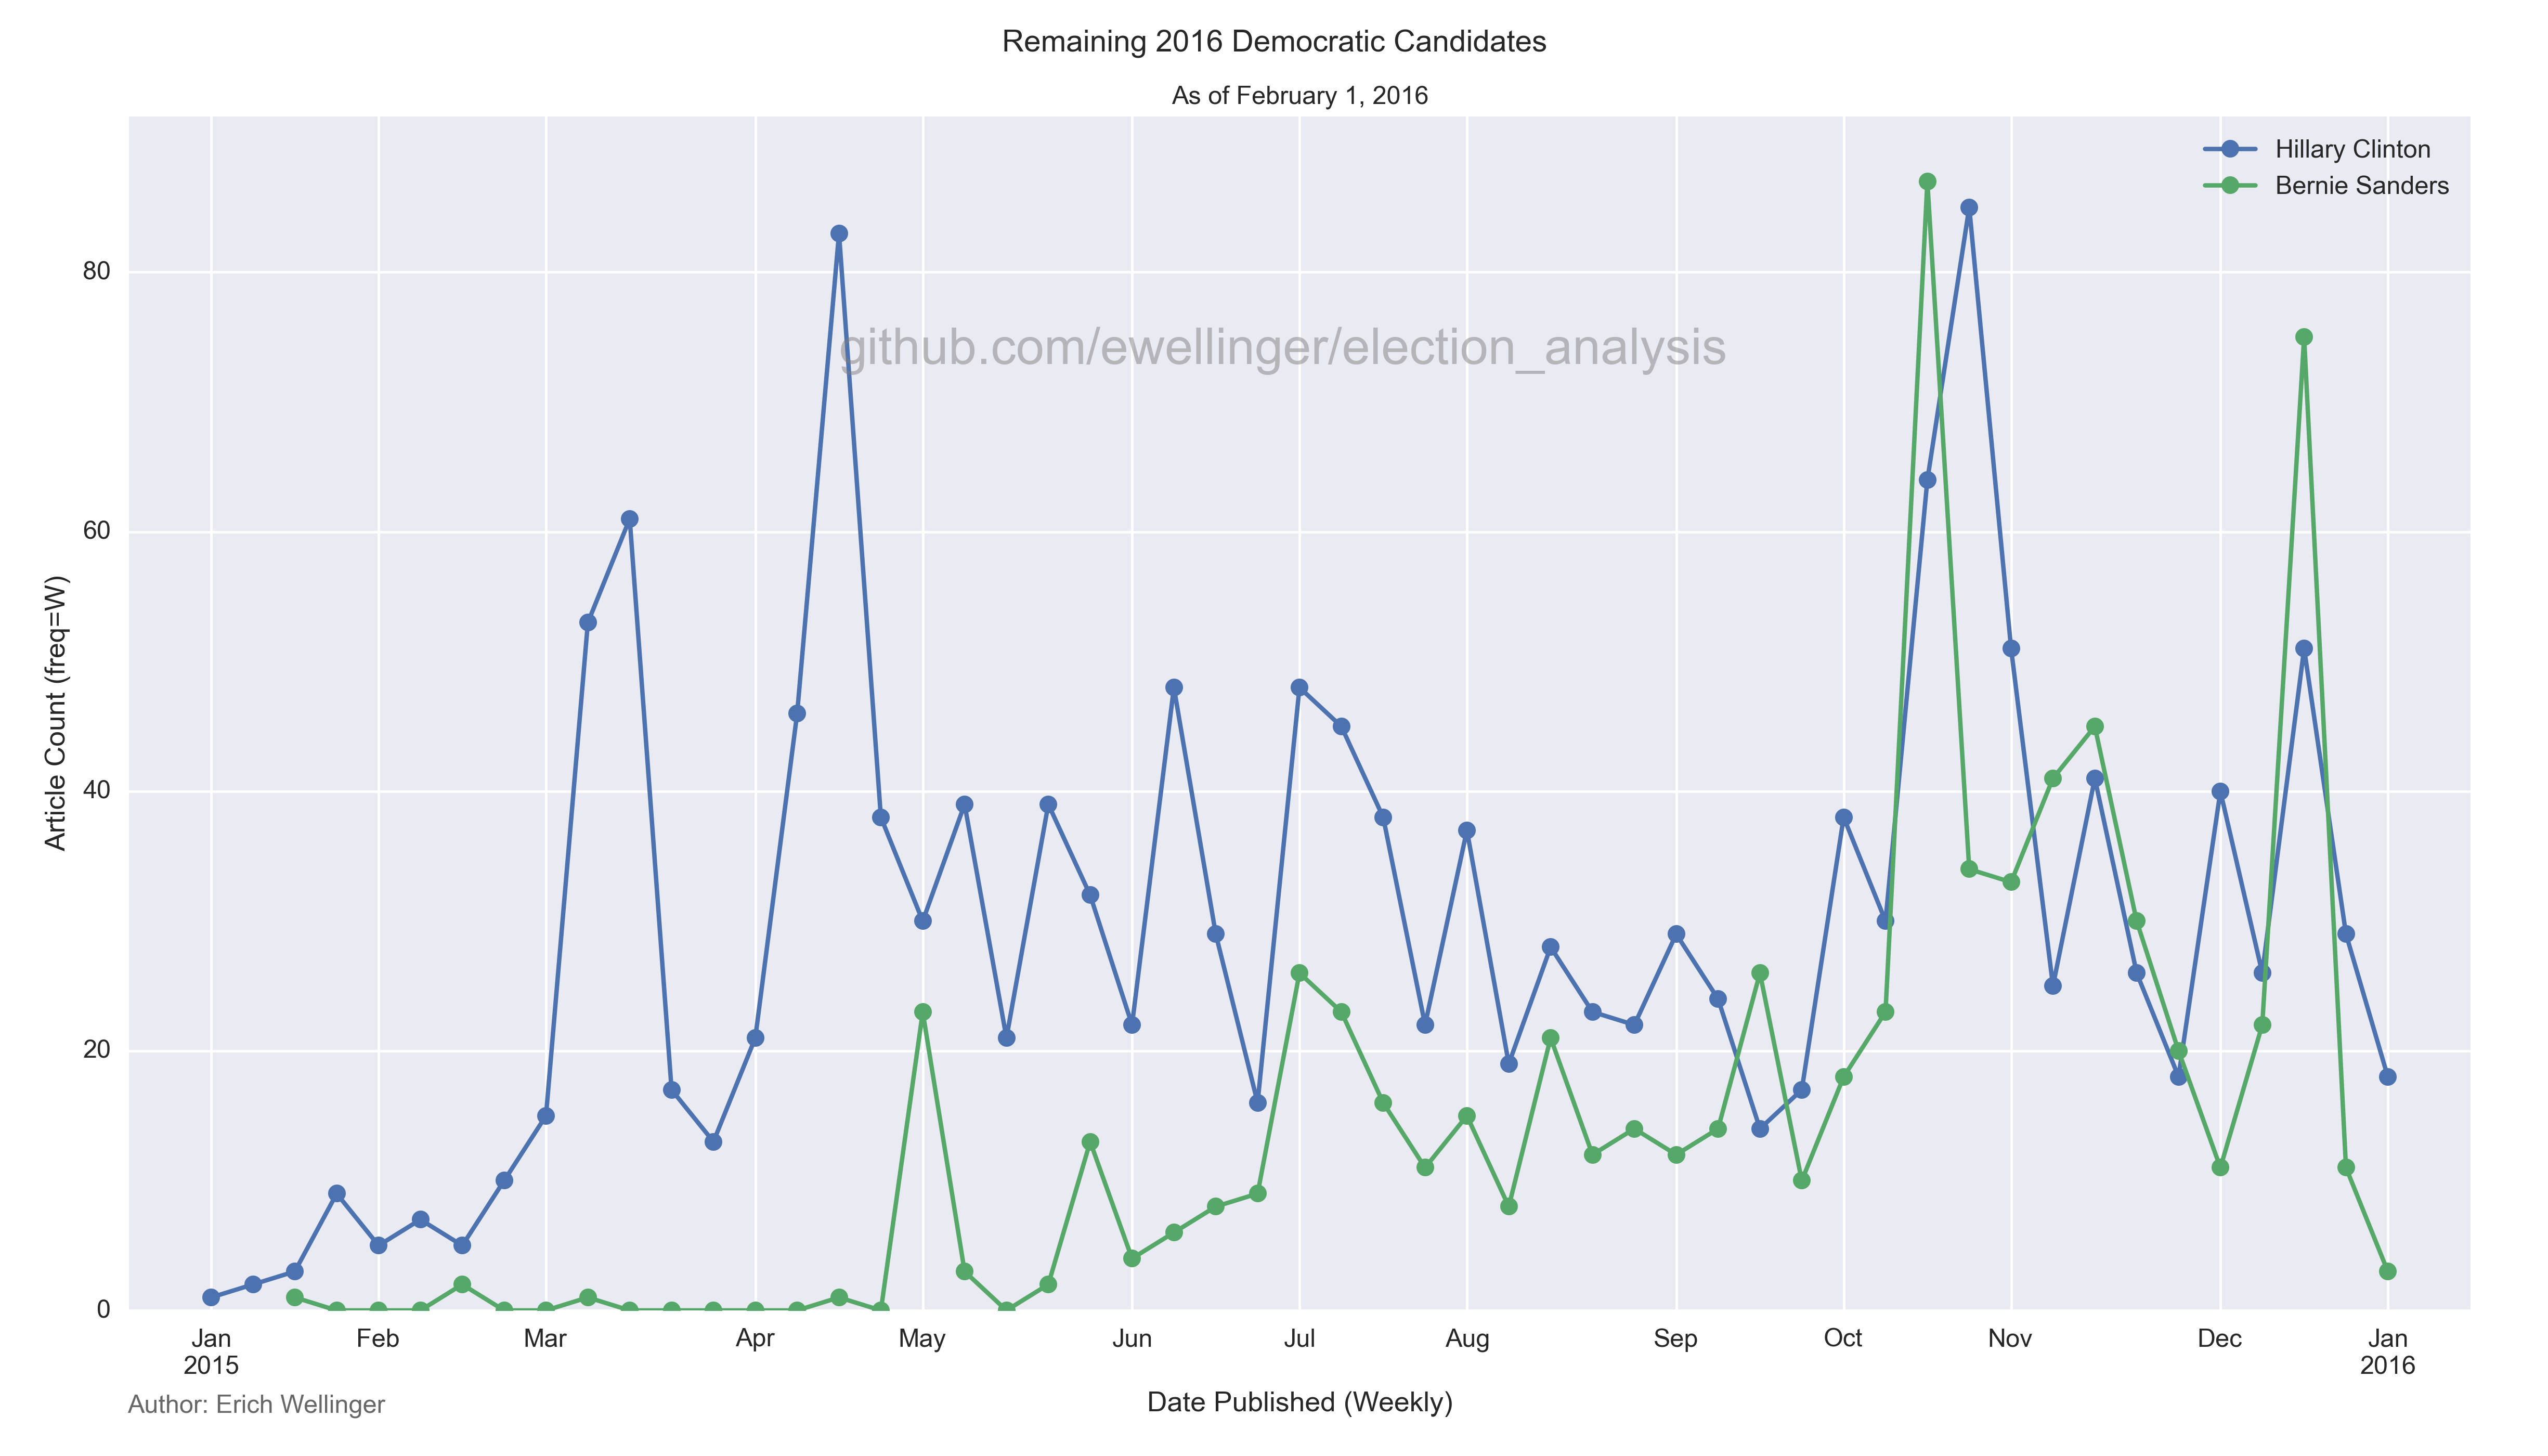 Remaining 2016 Democratic Candidates
As of February 1, 2016
Hillary Clinton
Bernie Sanders
github.com/ewellinger/election_analysis
Article Count (freq=W)
80
60
40
20
0
Jan Feb Mar Apr May Jun Jul Aug Sep Oct Nov Dec Jan
2015 2016
Date Published (Weekly)
Author: Erich Wellinger